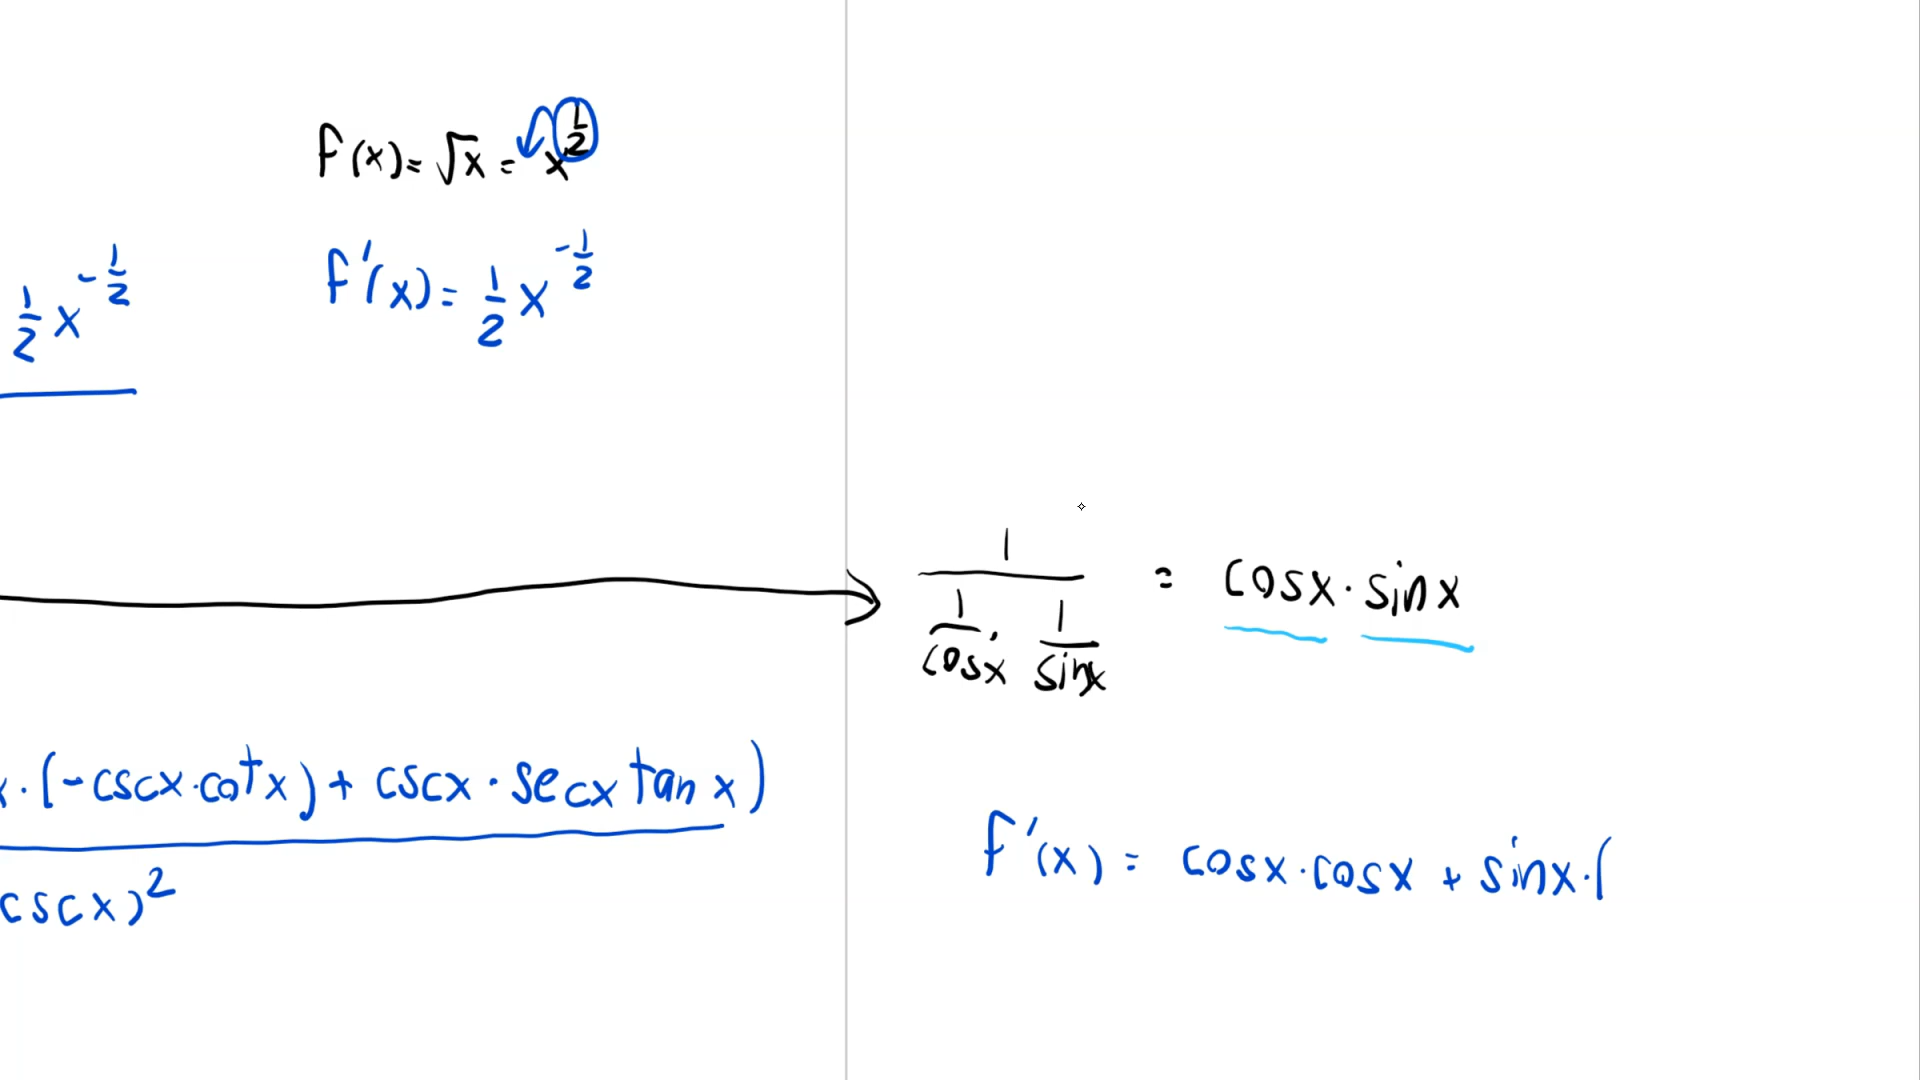 f(x) = √x = x^(1/2)
1/2 x^(-1/2)
f'(x) = 1/2 x^(-1/2)
1 / (1/cosx · 1/sinx) = cosx · sinx
x · (-cscx · cotx) + cscx · secx tan x)
cscx)^2
f'(x) = cosx · cosx + sinx · (